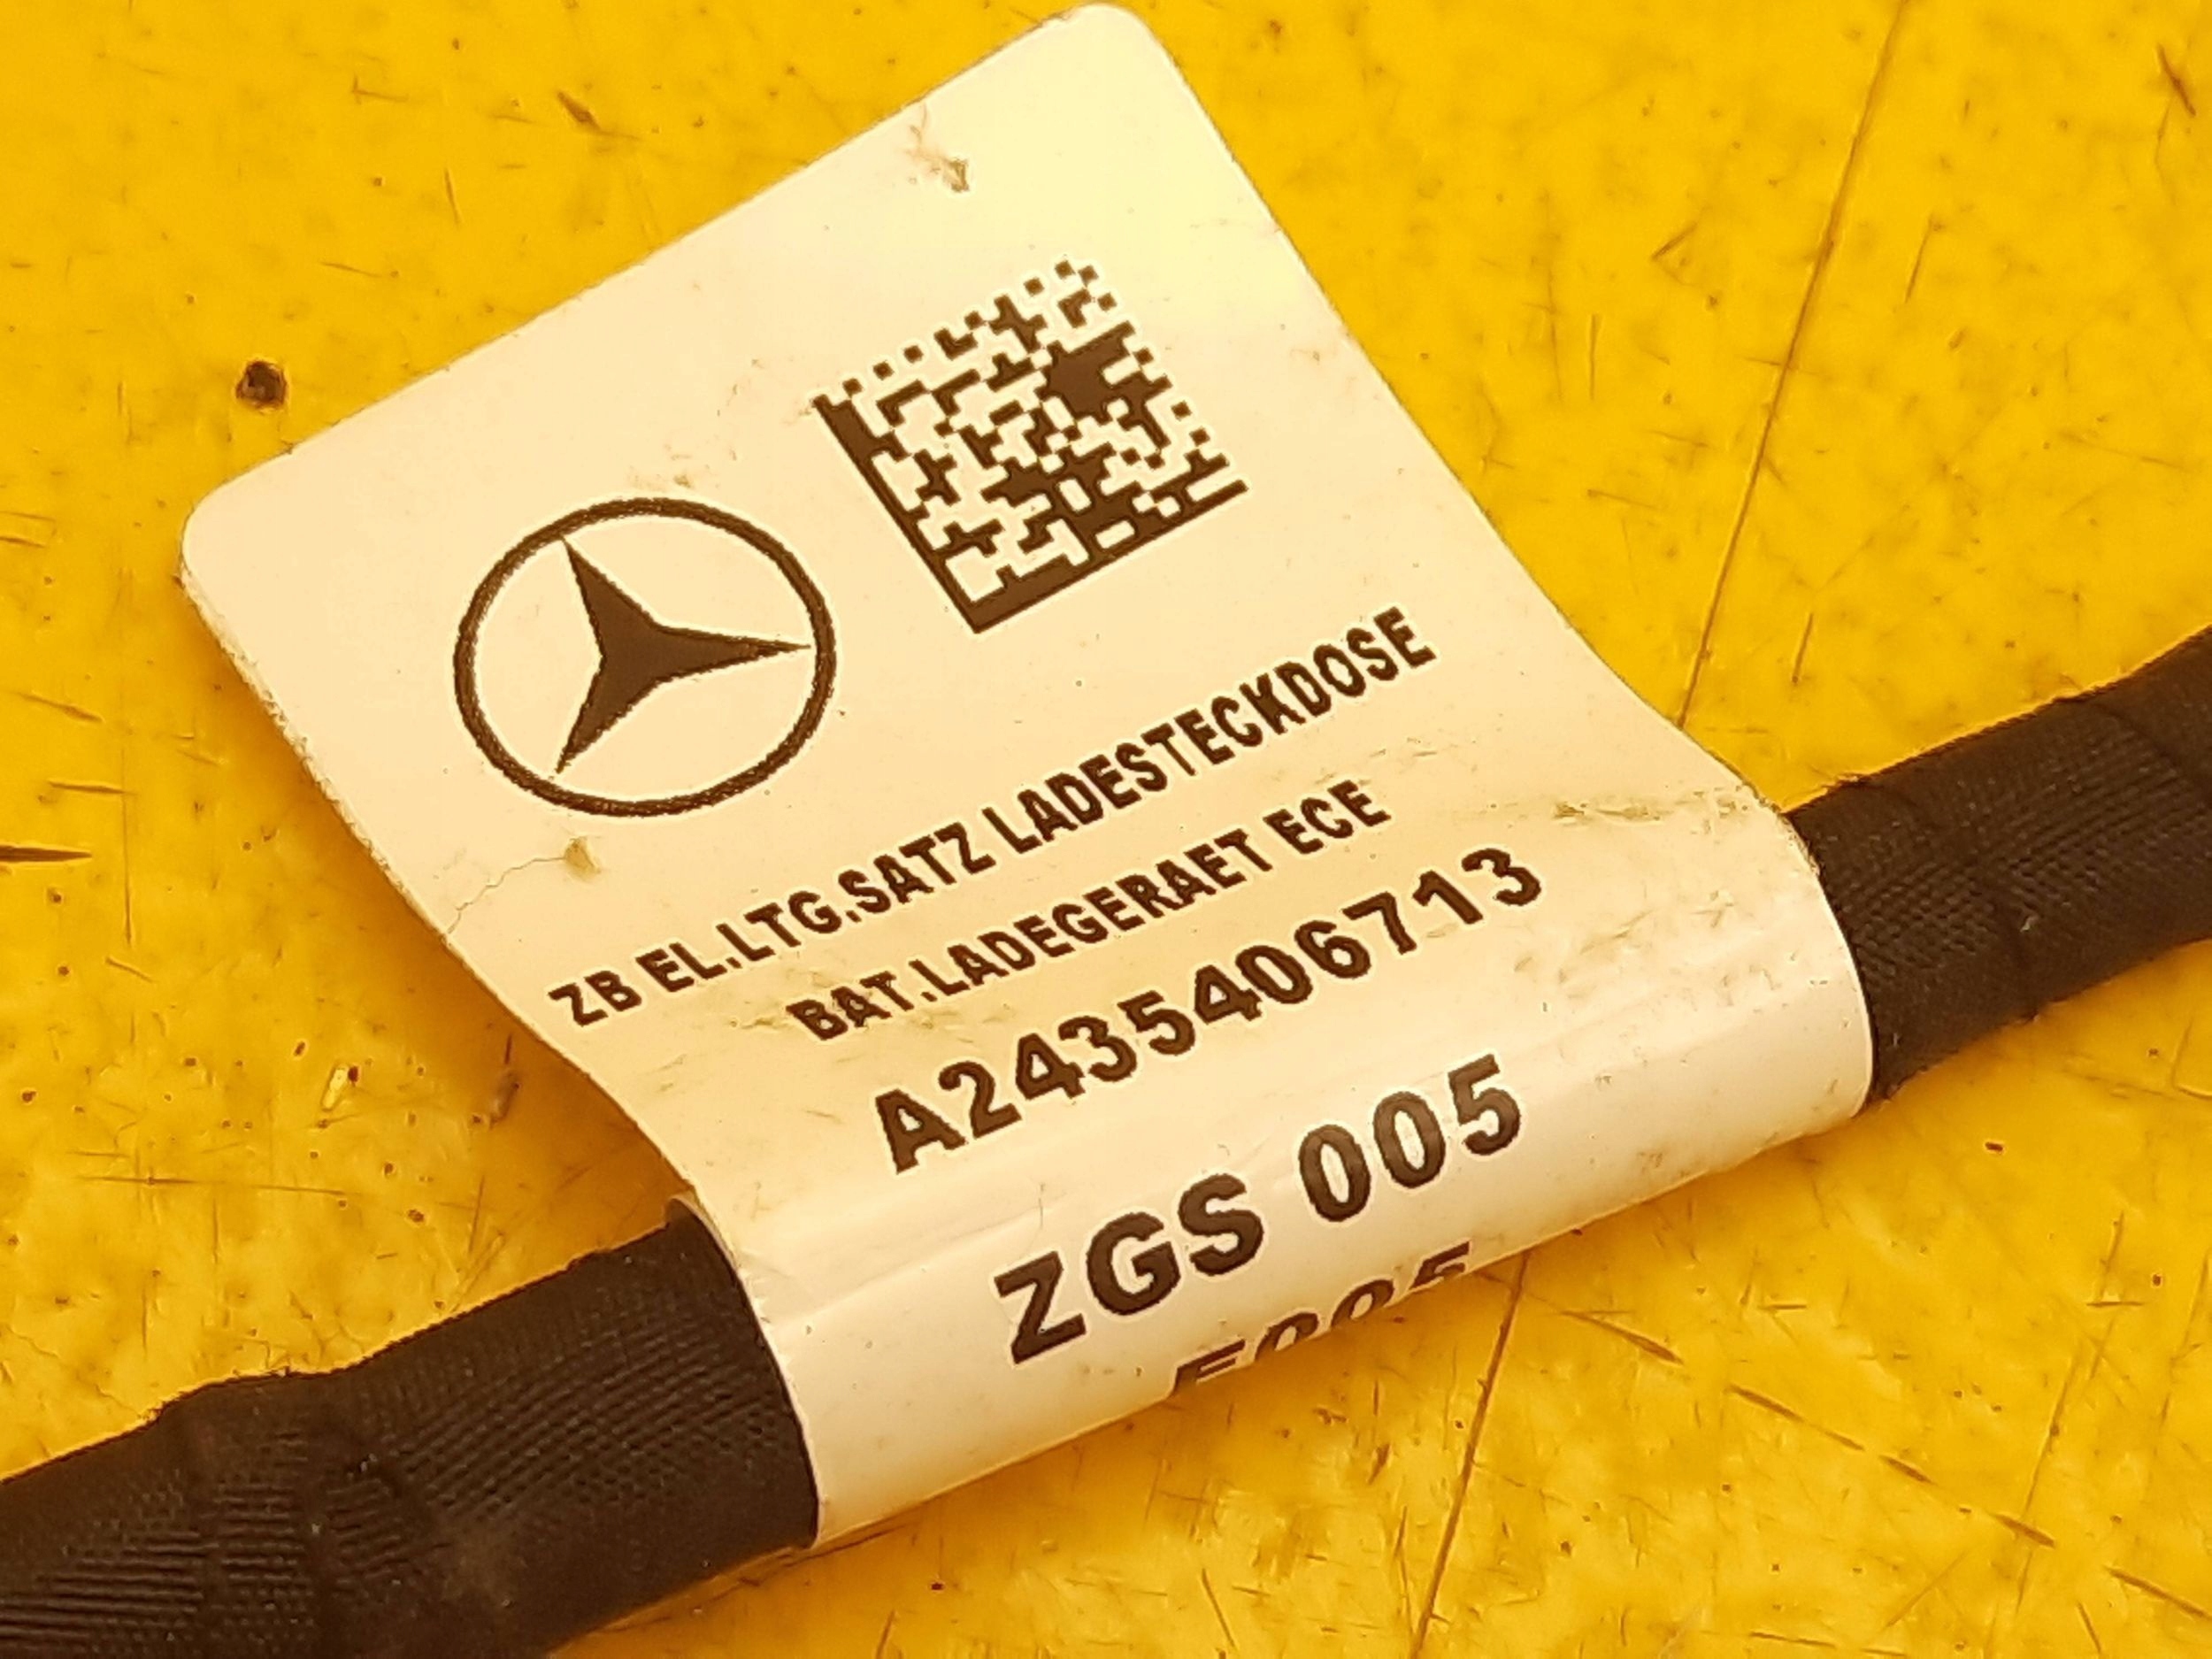 ZB EL.LTG.SATZ LADESTECKDOSE
BAT.LADEGERAET ECE
A2435406713
ZGS 005